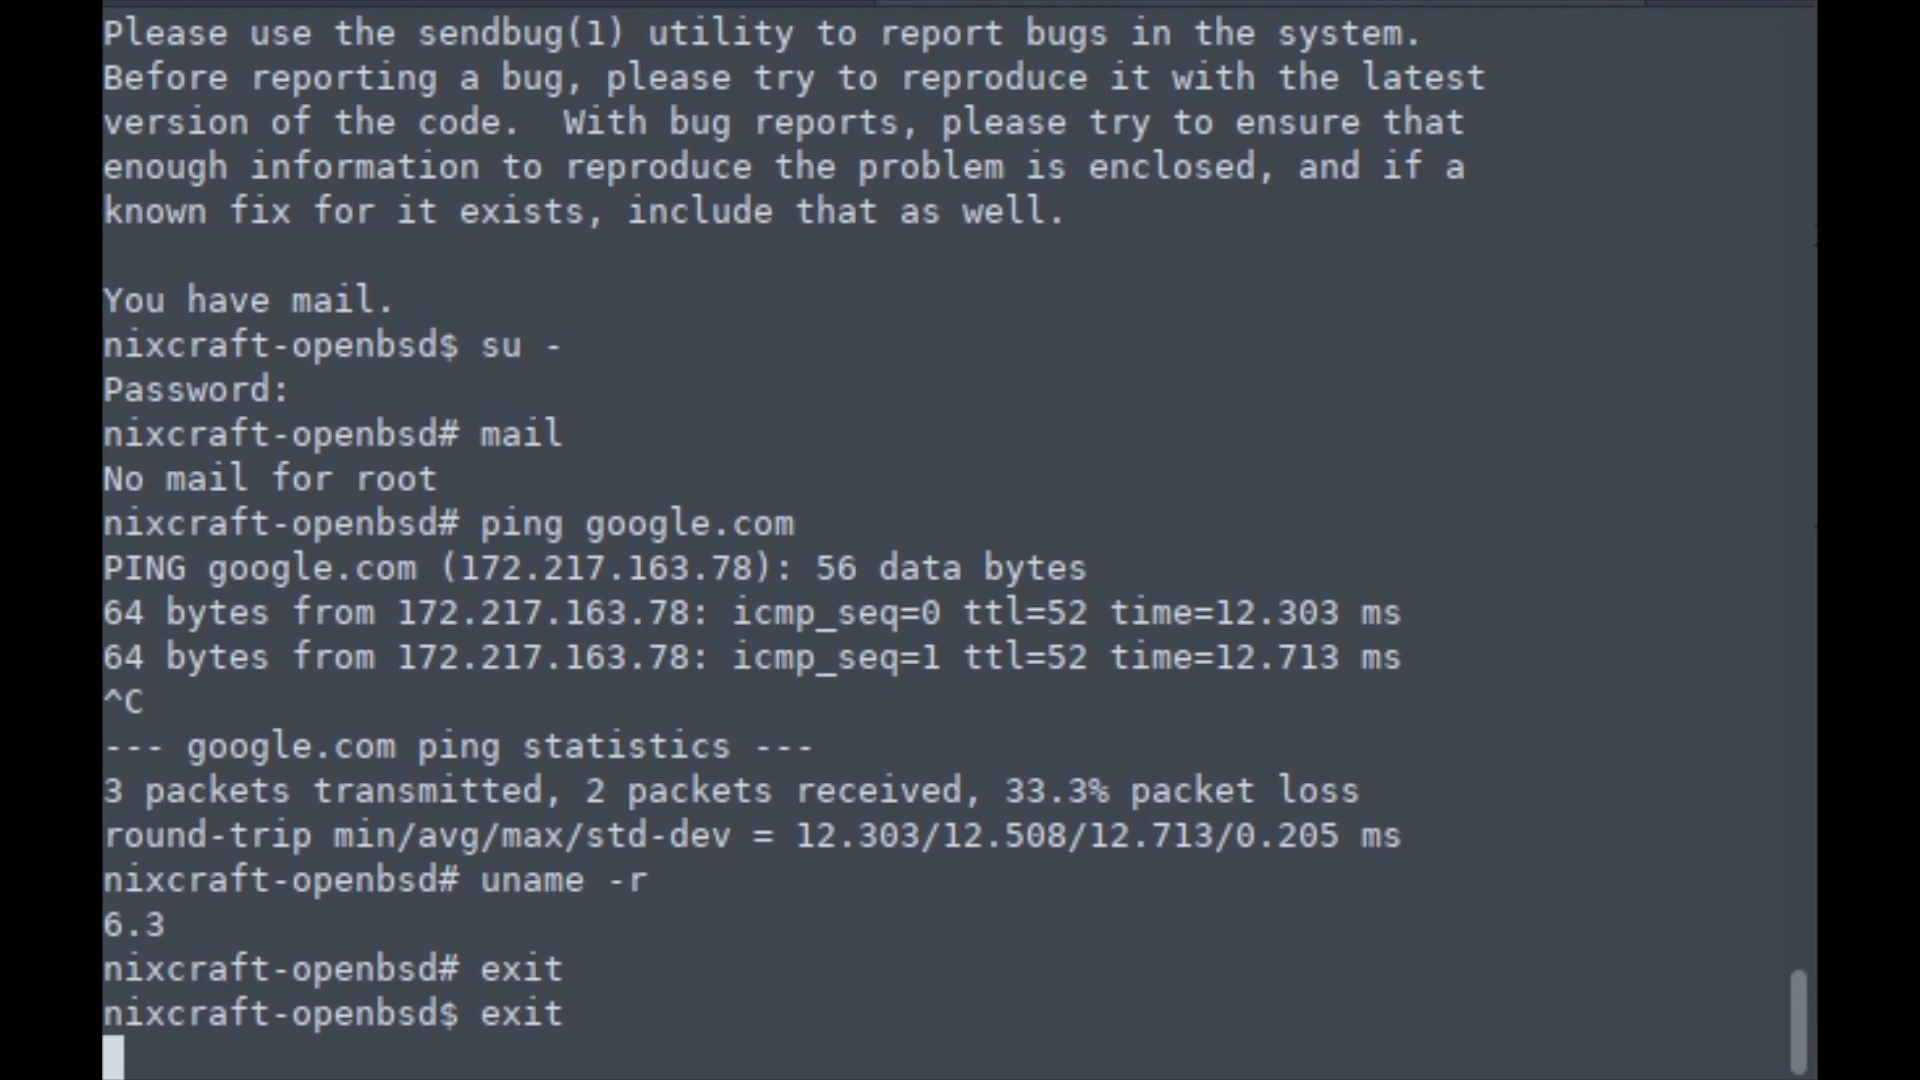 Please use the sendbug(1) utility to report bugs in the system.
Before reporting a bug, please try to reproduce it with the latest
version of the code.  With bug reports, please try to ensure that
enough information to reproduce the problem is enclosed, and if a
known fix for it exists, include that as well.
You have mail.
nixcraft-openbsd$ su -
Password:
nixcraft-openbsd# mail
No mail for root
nixcraft-openbsd# ping google.com
PING google.com (172.217.163.78): 56 data bytes
64 bytes from 172.217.163.78: icmp_seq=0 ttl=52 time=12.303 ms
64 bytes from 172.217.163.78: icmp_seq=1 ttl=52 time=12.713 ms
^C
--- google.com ping statistics ---
3 packets transmitted, 2 packets received, 33.3% packet loss
round-trip min/avg/max/std-dev = 12.303/12.508/12.713/0.205 ms
nixcraft-openbsd# uname -r
6.3
nixcraft-openbsd# exit
nixcraft-openbsd$ exit